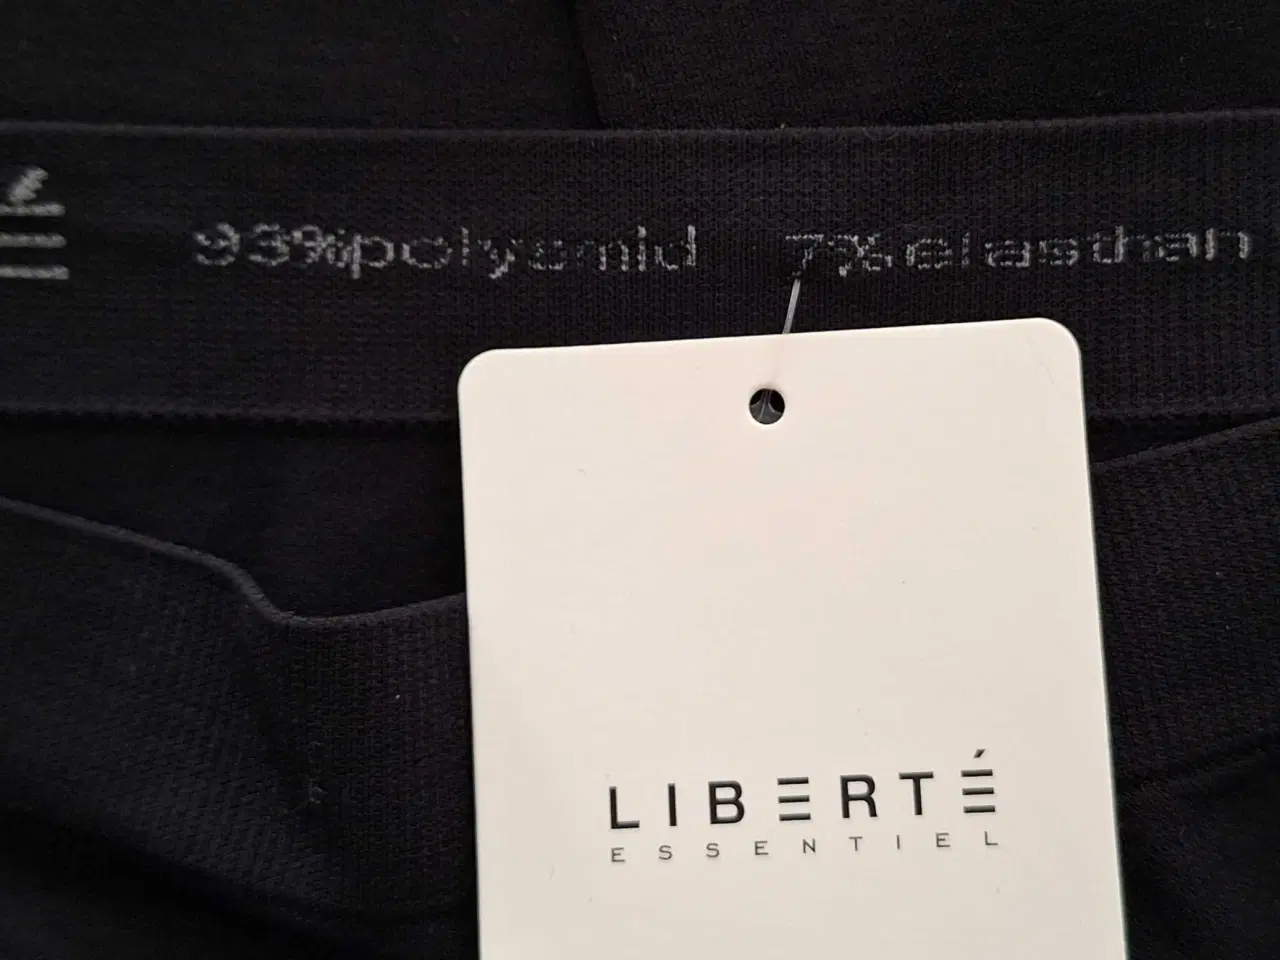 É
93%polyamid 7%elasthan
LIBERTÉ
ESSENTIEL